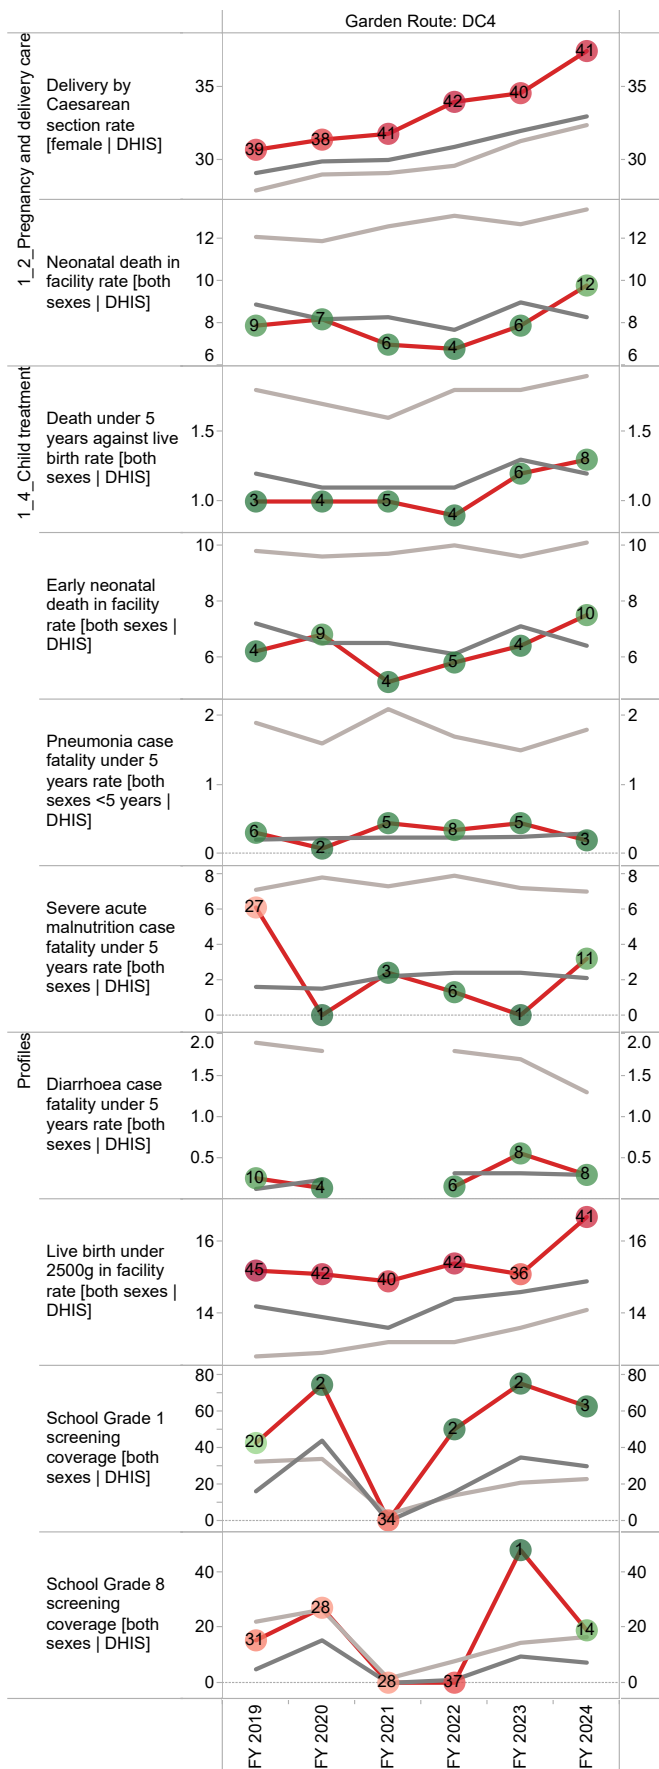 Garden Route: DC4
1_2_Pregnancy and delivery care
Delivery by
Caesarean
section rate
[female | DHIS]
35
30
39
38
41
42
40
41
35
30
Neonatal death in
facility rate [both
sexes | DHIS]
12
10
8
6
9
7
6
4
6
12
12
10
8
6
1_4_Child treatment
Death under 5
years against live
birth rate [both
sexes | DHIS]
1.5
1.0
3
4
5
4
6
8
1.5
1.0
Early neonatal
death in facility
rate [both sexes |
DHIS]
10
8
6
4
9
4
5
4
10
10
8
6
Pneumonia case
fatality under 5
years rate [both
sexes <5 years |
DHIS]
2
1
0
6
2
5
8
5
3
2
1
0
Severe acute
malnutrition case
fatality under 5
years rate [both
sexes | DHIS]
8
6
4
2
0
27
1
3
6
1
11
8
6
4
2
0
Profiles
Diarrhoea case
fatality under 5
years rate [both
sexes | DHIS]
2.0
1.5
1.0
0.5
10
4
6
8
8
2.0
1.5
1.0
0.5
Live birth under
2500g in facility
rate [both sexes |
DHIS]
16
14
45
42
40
42
36
41
16
14
School Grade 1
screening
coverage [both
sexes | DHIS]
80
60
40
20
0
20
2
34
2
2
3
80
60
40
20
0
School Grade 8
screening
coverage [both
sexes | DHIS]
40
20
0
31
28
28
37
1
14
40
20
0
FY 2019
FY 2020
FY 2021
FY 2022
FY 2023
FY 2024